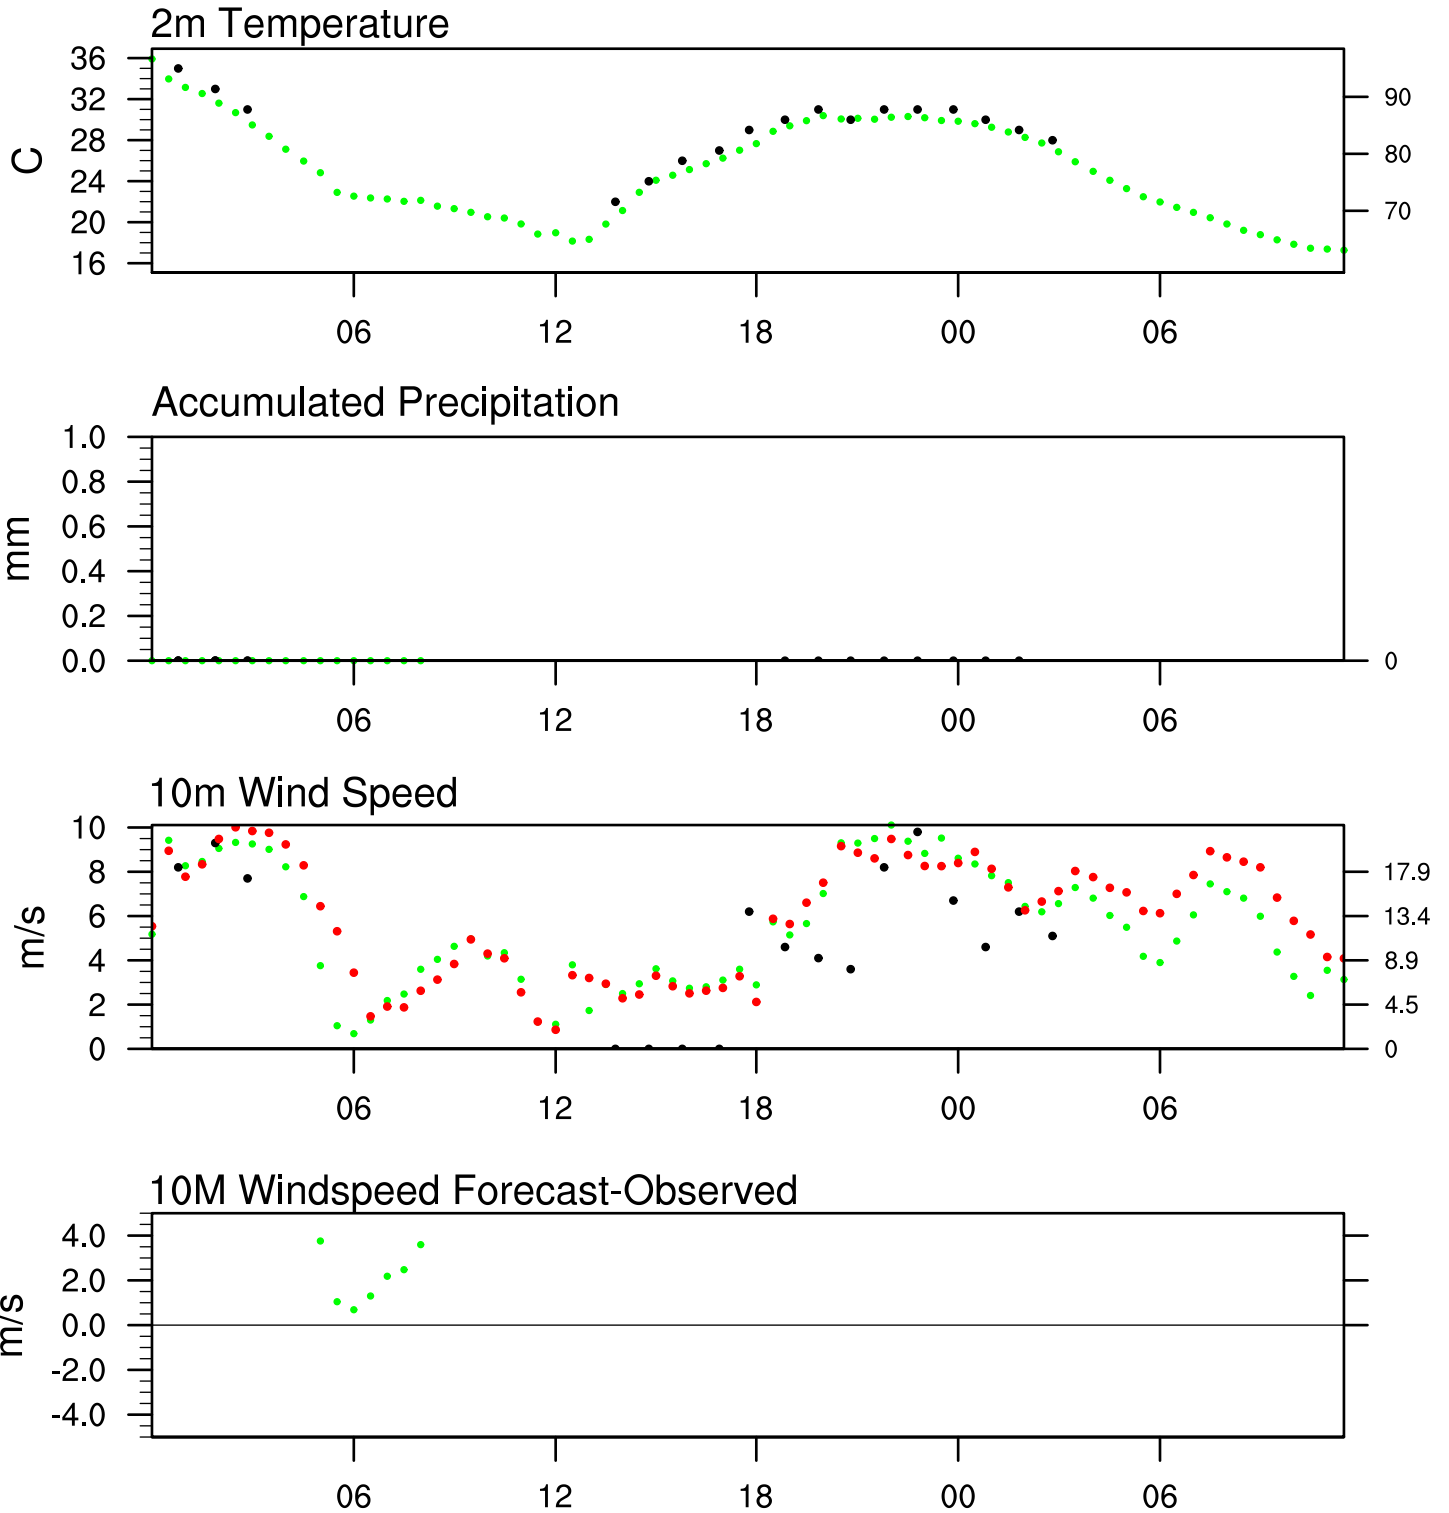 2m Temperature
36
32
28
24
20
16
C
90
80
70
06 12 18 00 06
Accumulated Precipitation
1.0
0.8
0.6
0.4
0.2
0.0
mm
0
06 12 18 00 06
10m Wind Speed
10
8
6
4
2
0
m/s
17.9
13.4
8.9
4.5
0
06 12 18 00 06
10M Windspeed Forecast-Observed
4.0
2.0
0.0
-2.0
-4.0
m/s
06 12 18 00 06